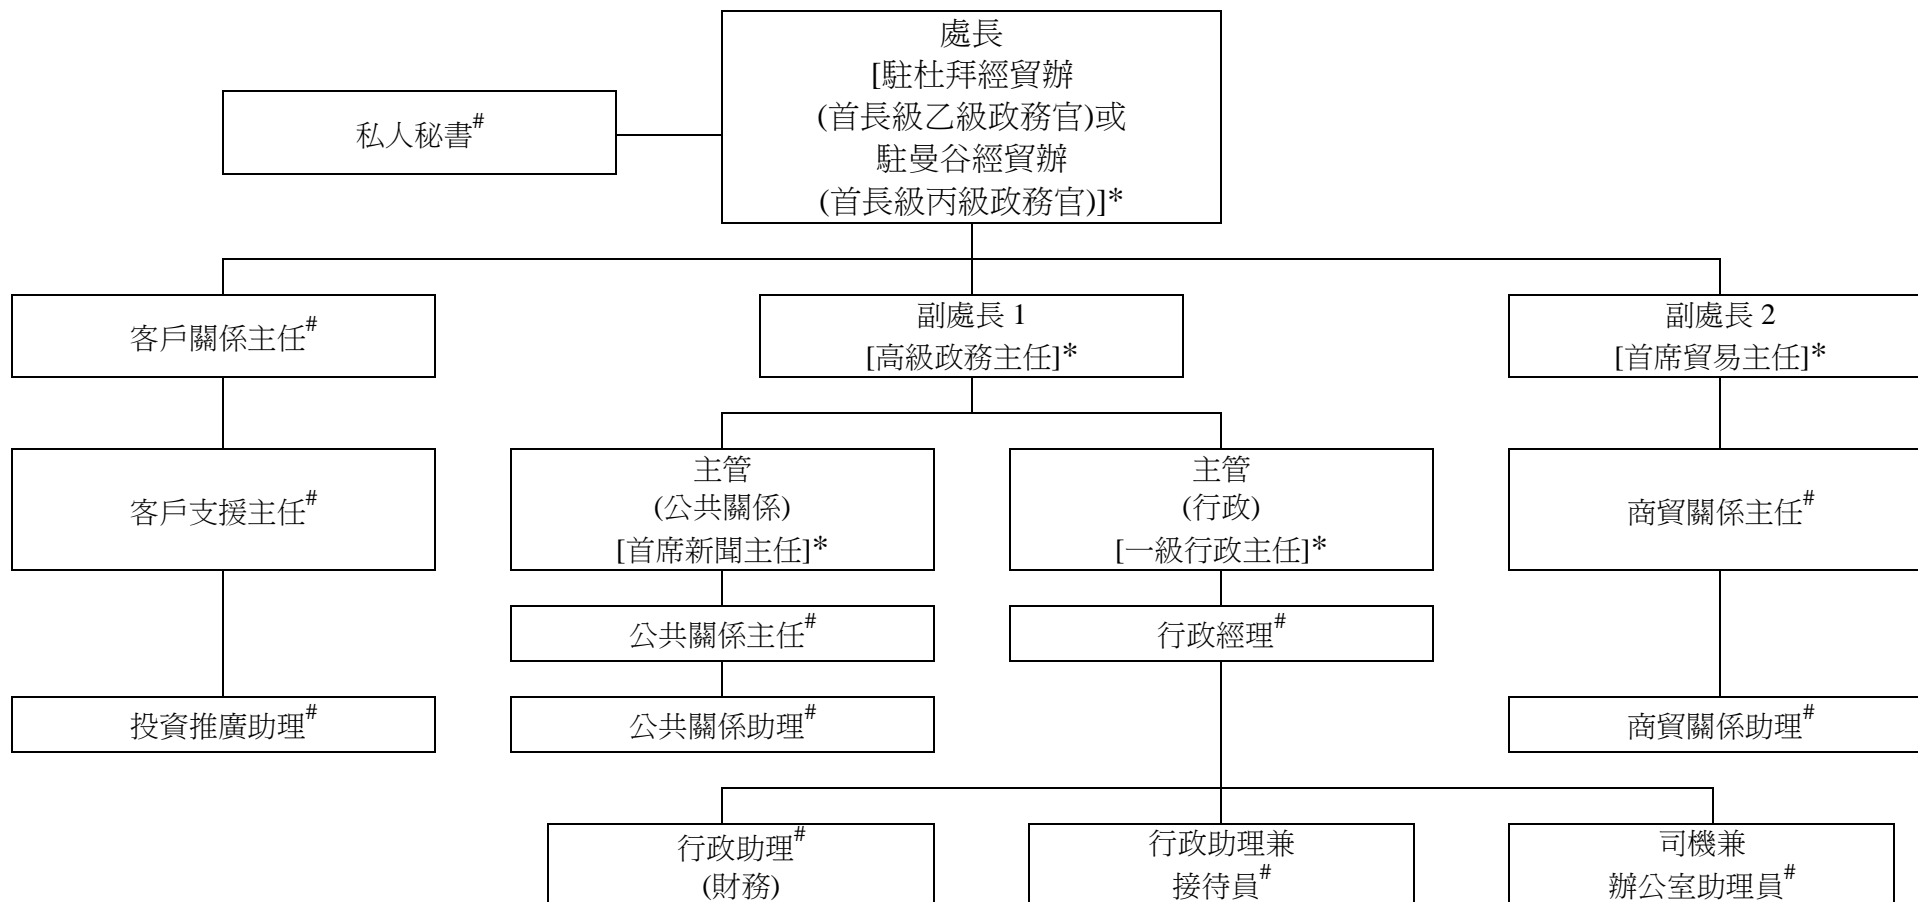 處長
[駐杜拜經貿辦
(首長級乙級政務官)或
駐曼谷經貿辦
(首長級丙級政務官)]*
私人秘書#
客戶關係主任#
副處長 1
[高級政務主任]*
副處長 2
[首席貿易主任]*
客戶支援主任#
主管
(公共關係)
[首席新聞主任]*
主管
(行政)
[一級行政主任]*
商貿關係主任#
公共關係主任#
行政經理#
投資推廣助理#
公共關係助理#
商貿關係助理#
行政助理#
(財務)
行政助理兼
接待員#
司機兼
辦公室助理員#